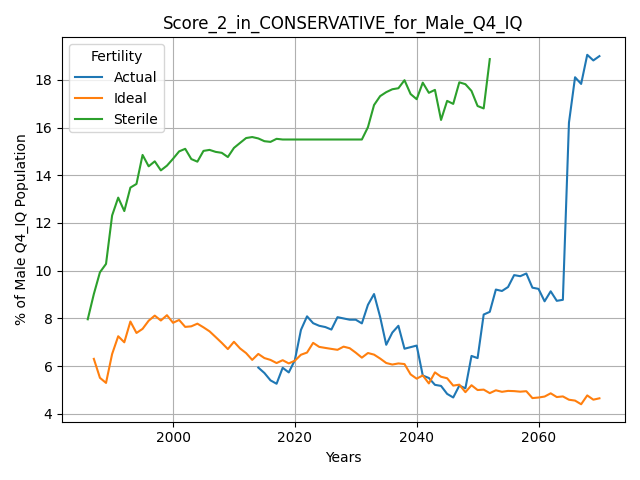 Score_2_in_CONSERVATIVE_for_Male_Q4_IQ
Fertility
Actual
Ideal
Sterile
% of Male Q4_IQ Population
18
16
14
12
10
8
6
4
2000
2020
2040
2060
Years